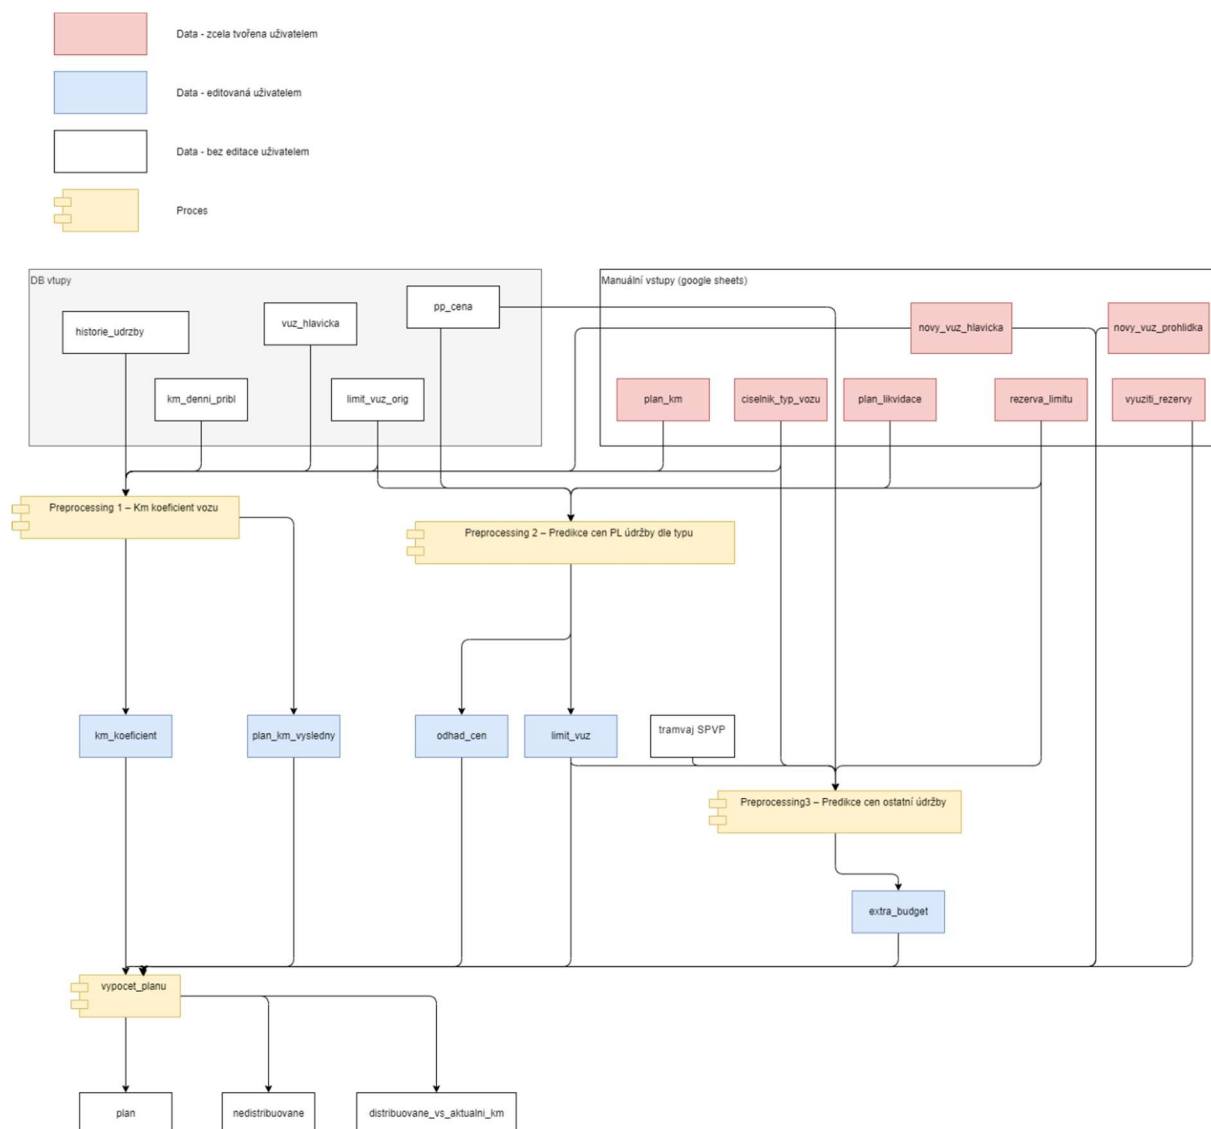 Data - zcela tvořena uživatelem
Data - editovaná uživatelem
Data - bez editace uživatelem
Proces
DB vtupy
Manuální vstupy (google sheets)
historie_udrzby
vuz_hlavicka
pp_cena
novy_vuz_hlavicka
novy_vuz_prohlidka
km_denni_pribl
limit_vuz_orig
plan_km
ciselnik_typ_vozu
plan_likvidace
rezerva_limitu
vyuziti_rezervy
Preprocessing 1 – Km koeficient vozu
Preprocessing 2 – Predikce cen PL údržby dle typu
km_koeficient
plan_km_vysledny
odhad_cen
limit_vuz
tramvaj SPVP
Preprocessing3 – Predikce cen ostatní údržby
extra_budget
vypocet_planu
plan
nedistribuovane
distribuovane_vs_aktualni_km